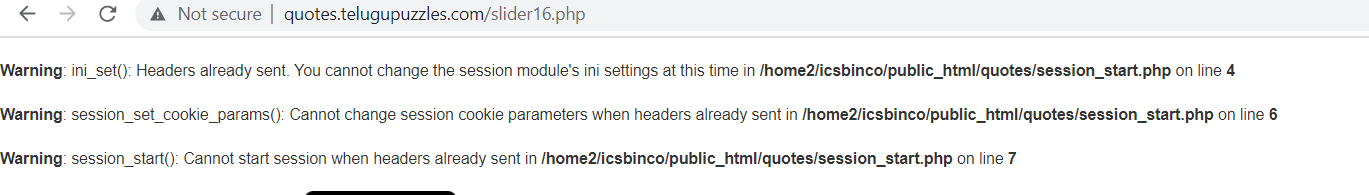 Not secure | quotes.telugupuzzles.com/slider16.php
Warning: ini_set(): Headers already sent. You cannot change the session module's ini settings at this time in /home2/icsbinco/public_html/quotes/session_start.php on line 4
Warning: session_set_cookie_params(): Cannot change session cookie parameters when headers already sent in /home2/icsbinco/public_html/quotes/session_start.php on line 6
Warning: session_start(): Cannot start session when headers already sent in /home2/icsbinco/public_html/quotes/session_start.php on line 7